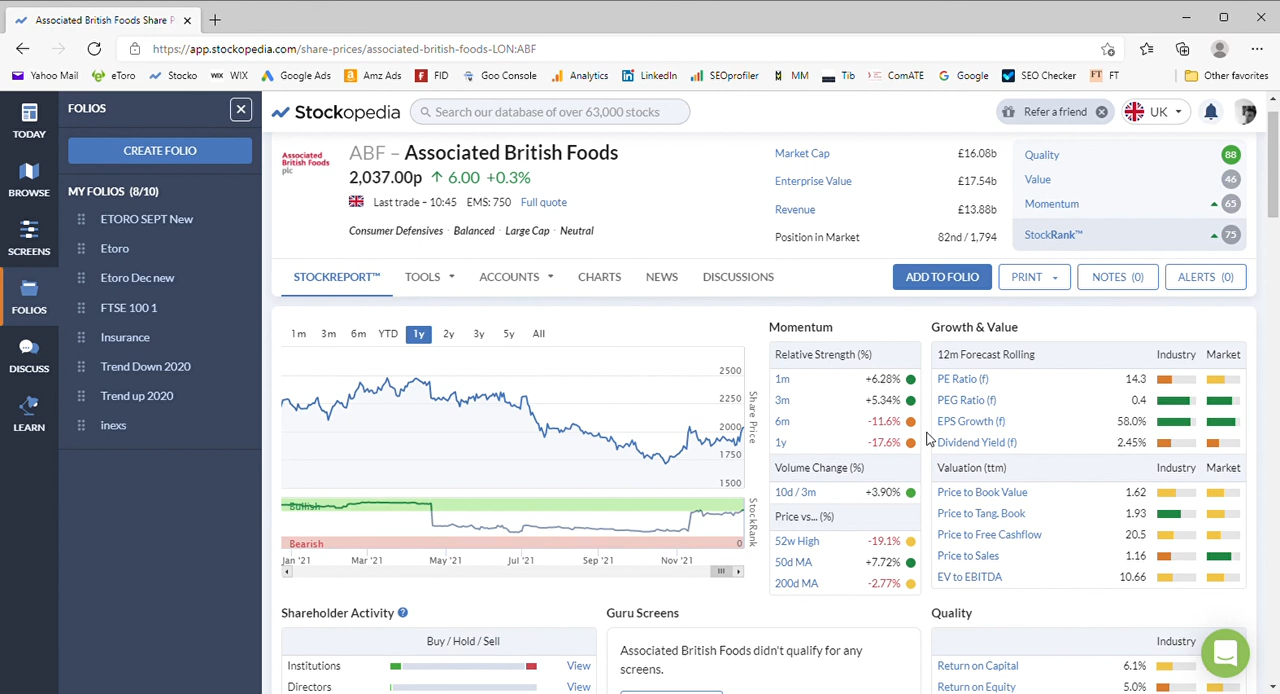 Associated British Foods Share P
https://app.stockopedia.com/share-prices/associated-british-foods-LON:ABF
Yahoo Mail eToro Stocko WIX WIX Google Ads Amz Ads FID Goo Console Analytics LinkedIn SEOprofiler MM Tib ComATE Google SEO Checker FT FT Other favorites
TODAY
BROWSE
SCREENS
FOLIOS
DISCUSS
LEARN
FOLIOS
CREATE FOLIO
MY FOLIOS (8/10)
ETORO SEPT New
Etoro
Etoro Dec new
FTSE 100 1
Insurance
Trend Down 2020
Trend up 2020
inexs
Stockopedia Search our database of over 63,000 stocks Refer a friend UK
Associated British Foods plc
ABF – Associated British Foods
2,037.00p ↑ 6.00 +0.3%
Last trade - 10:45 EMS: 750 Full quote
Consumer Defensives · Balanced · Large Cap · Neutral
Market Cap £16.08b
Enterprise Value £17.54b
Revenue £13.88b
Position in Market 82nd / 1,794
Quality 88
Value 46
Momentum 65
StockRank™ 75
STOCKREPORT™ TOOLS ACCOUNTS CHARTS NEWS DISCUSSIONS ADD TO FOLIO PRINT NOTES (0) ALERTS (0)
1m 3m 6m YTD 1y 2y 3y 5y All
2500
2250
2000
1750
1500
Share Price
Bullish
Bearish 0
StockRank
Jan '21 Mar '21 May '21 Jul '21 Sep '21 Nov '21
Momentum
Relative Strength (%)
1m +6.28%
3m +5.34%
6m -11.6%
1y -17.6%
Volume Change (%)
10d / 3m +3.90%
Price vs... (%)
52w High -19.1%
50d MA +7.72%
200d MA -2.77%
Growth & Value
12m Forecast Rolling Industry Market
PE Ratio (f) 14.3
PEG Ratio (f) 0.4
EPS Growth (f) 58.0%
Dividend Yield (f) 2.45%
Valuation (ttm) Industry Market
Price to Book Value 1.62
Price to Tang. Book 1.93
Price to Free Cashflow 20.5
Price to Sales 1.16
EV to EBITDA 10.66
Shareholder Activity ?
Buy / Hold / Sell
Institutions View
Directors View
Guru Screens
Associated British Foods didn't qualify for any
screens.
Quality
Industry
Return on Capital 6.1%
Return on Equity 5.0%